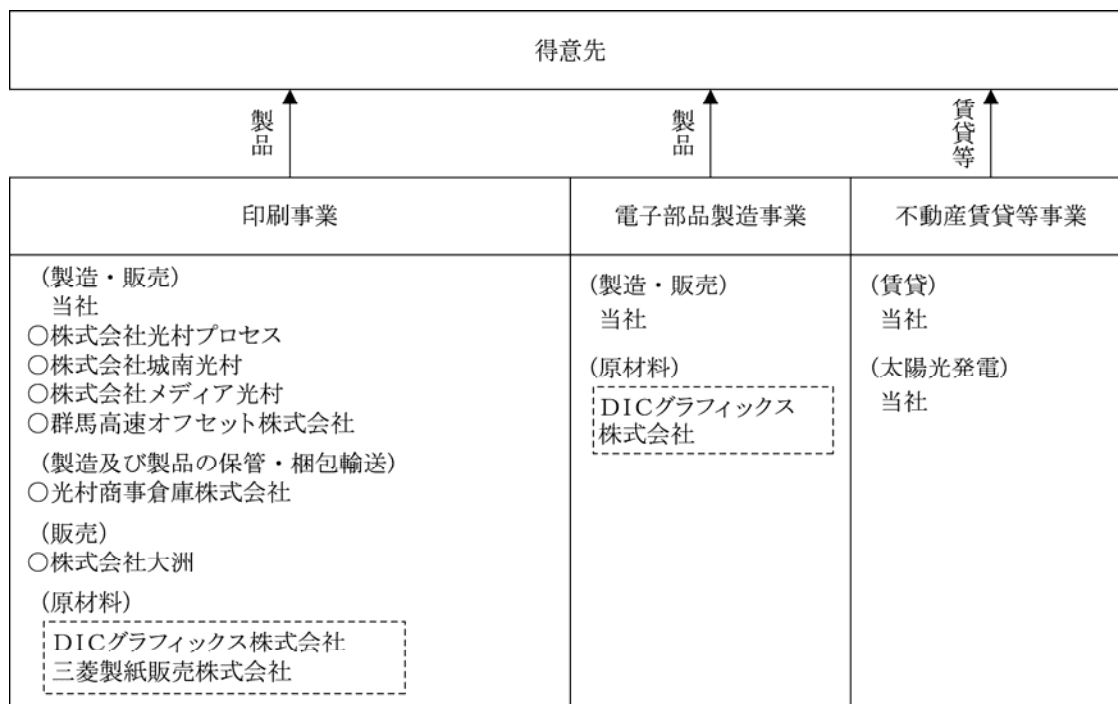 得意先
製品
製品
賃貸等
印刷事業
電子部品製造事業
不動産賃貸等事業
(製造・販売)
当社
○株式会社光村プロセス
○株式会社城南光村
○株式会社メディア光村
○群馬高速オフセット株式会社
(製造及び製品の保管・梱包輸送)
○光村商事倉庫株式会社
(販売)
○株式会社大洲
(原材料)
DICグラフィックス株式会社
三菱製紙販売株式会社
(製造・販売)
当社
(原材料)
DICグラフィックス
株式会社
(賃貸)
当社
(太陽光発電)
当社